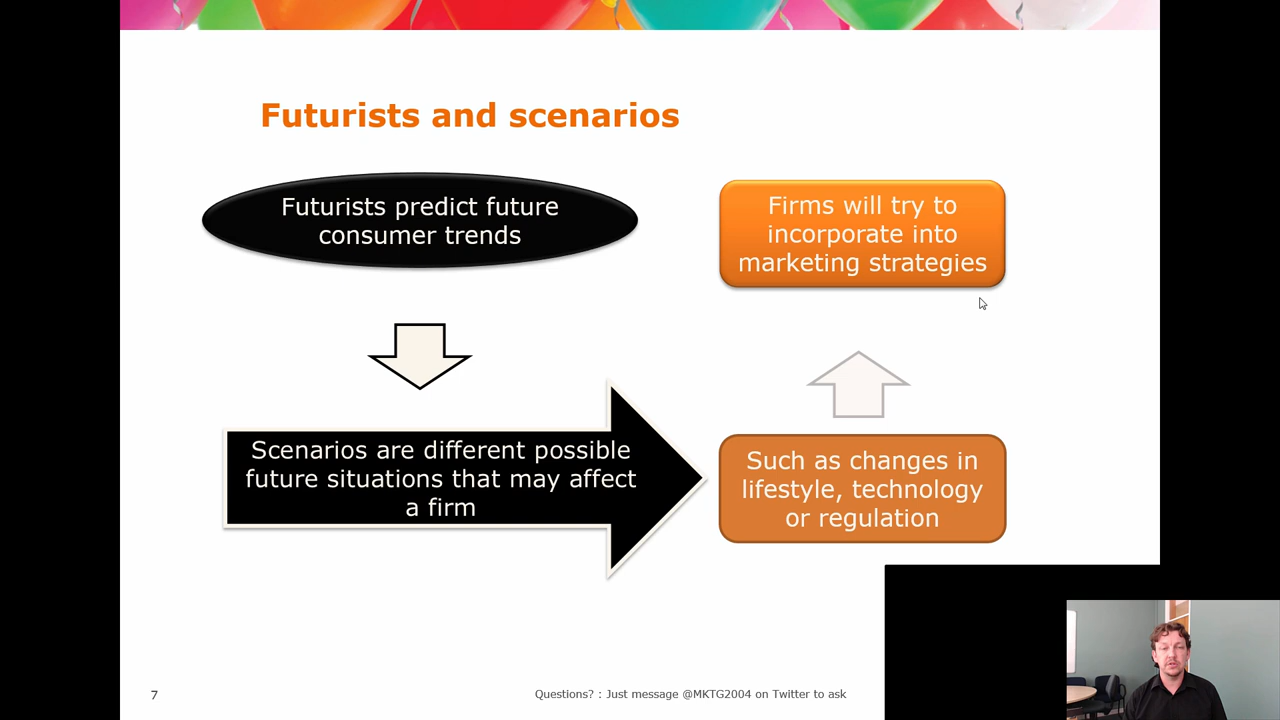 Futurists and scenarios
Futurists predict future
consumer trends
Scenarios are different possible
future situations that may affect
a firm
Such as changes in
lifestyle, technology
or regulation
Firms will try to
incorporate into
marketing strategies
7
Questions? : Just message @MKTG2004 on Twitter to ask